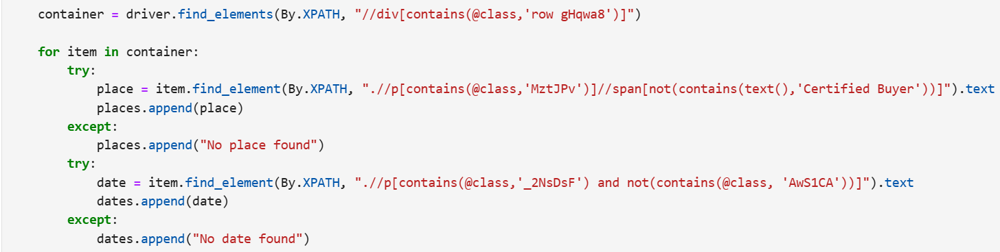 container = driver.find_elements(By.XPATH, "//div[contains(@class,'row gHqwa8')]")
for item in container:
try:
place = item.find_element(By.XPATH, ".//p[contains(@class,'MztJPv')]//span[not(contains(text(),'Certified Buyer'))]").text
places.append(place)
except:
places.append("No place found")
try:
date = item.find_element(By.XPATH, ".//p[contains(@class,'_2NsDsF') and not(contains(@class, 'AwS1CA'))]").text
dates.append(date)
except:
dates.append("No date found")